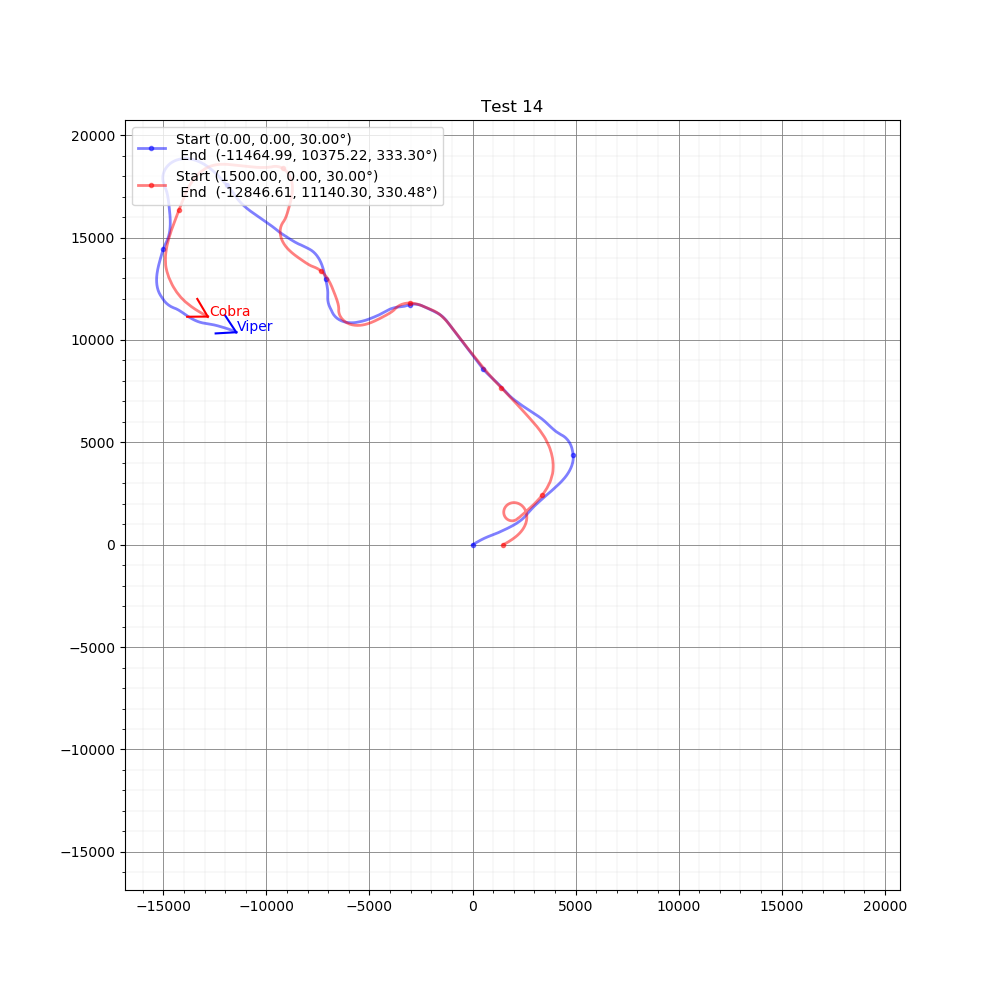 Test 14
Start (0.00, 0.00, 30.00°)
End  (-11464.99, 10375.22, 333.30°)
Start (1500.00, 0.00, 30.00°)
End  (-12846.61, 11140.30, 330.48°)
20000
15000
10000
5000
0
−5000
−10000
−15000
Cobra
Viper
−15000 −10000 −5000 0 5000 10000 15000 20000